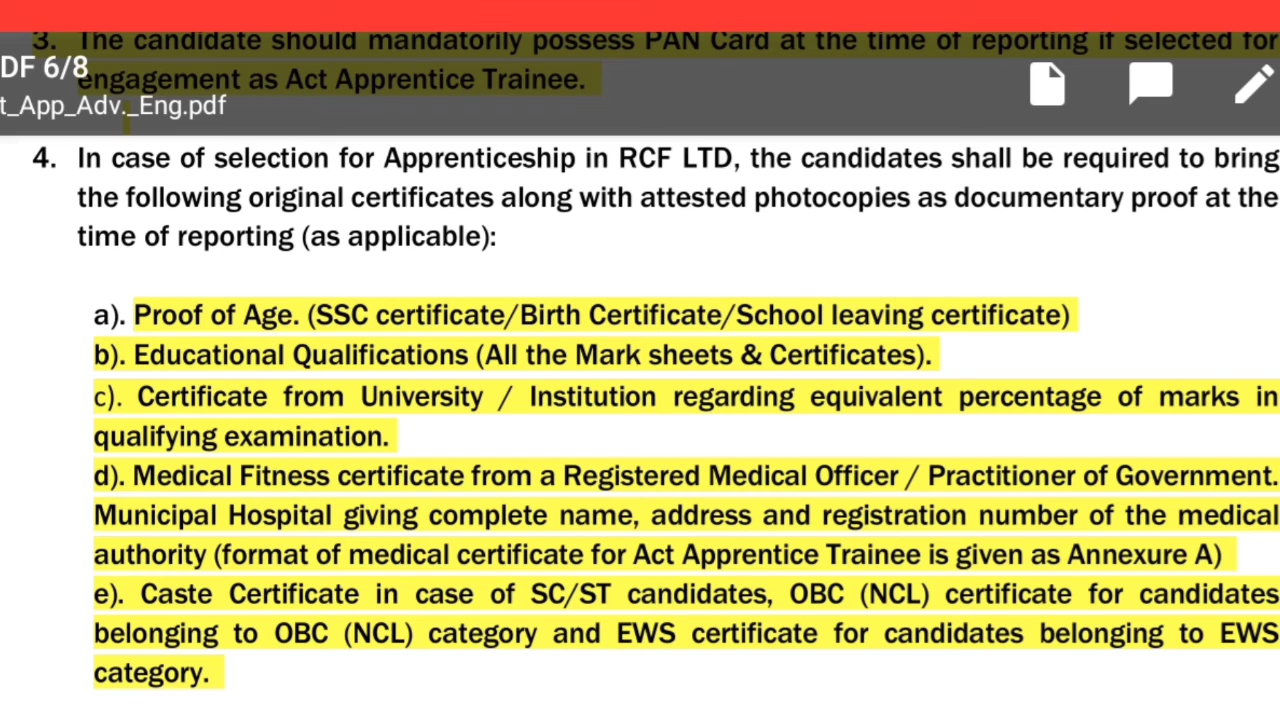 3. The candidate should mandatorily possess PAN Card at the time of reporting if selected for
DF 6/8
engagement as Act Apprentice Trainee.
t_App_Adv._Eng.pdf
4. In case of selection for Apprenticeship in RCF LTD, the candidates shall be required to bring
the following original certificates along with attested photocopies as documentary proof at the
time of reporting (as applicable):
a). Proof of Age. (SSC certificate/Birth Certificate/School leaving certificate)
b). Educational Qualifications (All the Mark sheets & Certificates).
c). Certificate from University / Institution regarding equivalent percentage of marks in
qualifying examination.
d). Medical Fitness certificate from a Registered Medical Officer / Practitioner of Government.
Municipal Hospital giving complete name, address and registration number of the medical
authority (format of medical certificate for Act Apprentice Trainee is given as Annexure A)
e). Caste Certificate in case of SC/ST candidates, OBC (NCL) certificate for candidates
belonging to OBC (NCL) category and EWS certificate for candidates belonging to EWS
category.